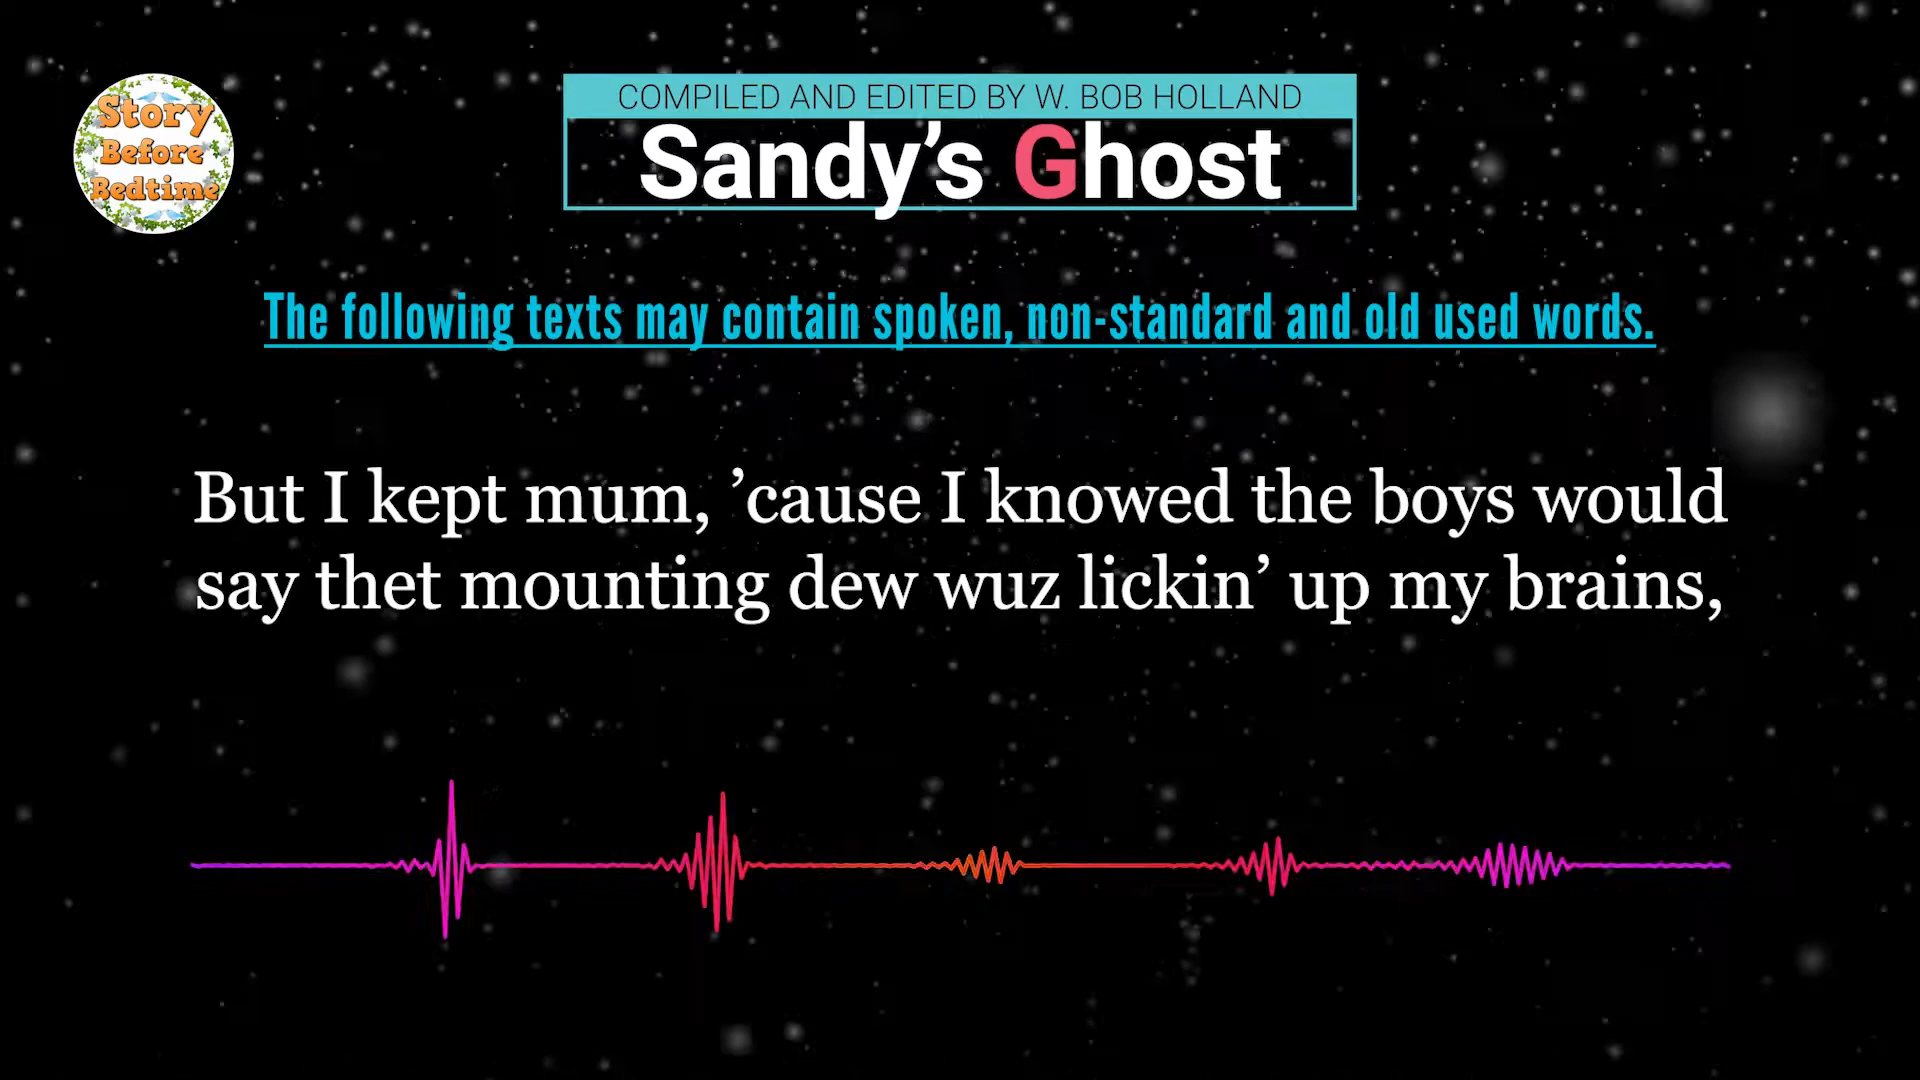 Story
Before
Bedtime
COMPILED AND EDITED BY W. BOB HOLLAND
Sandy’s Ghost
The following texts may contain spoken, non-standard and old used words.
But I kept mum, ’cause I knowed the boys would
say thet mounting dew wuz lickin’ up my brains,